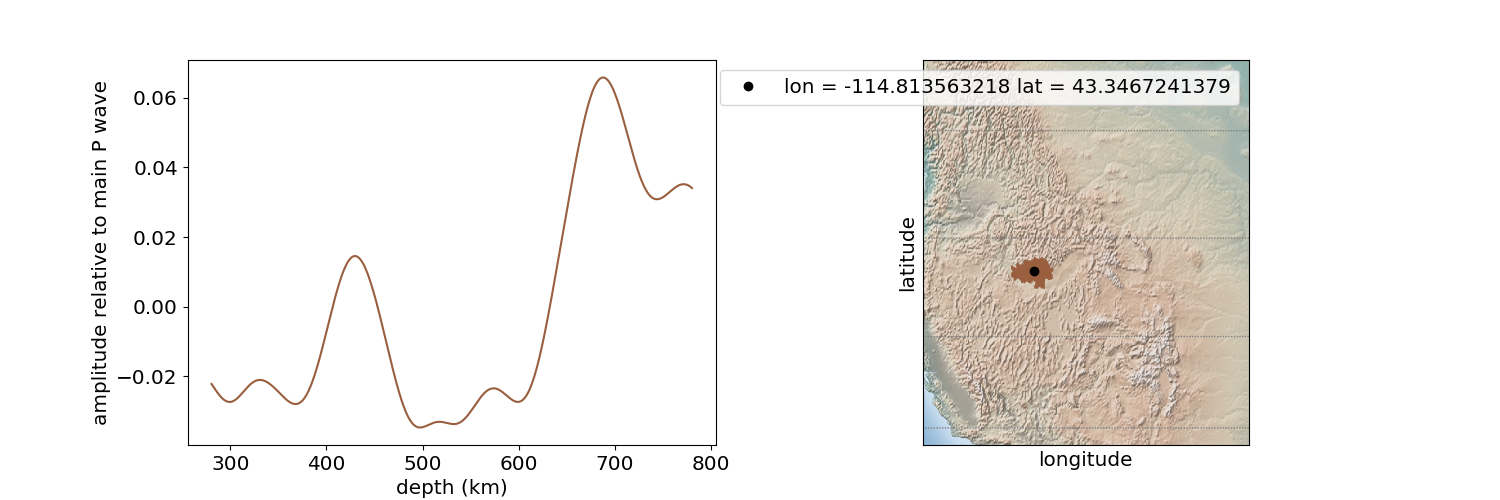 amplitude relative to main P wave
0.06
0.04
0.02
0.00
−0.02
300 400 500 600 700 800
depth (km)
lon = -114.813563218 lat = 43.3467241379
latitude
longitude